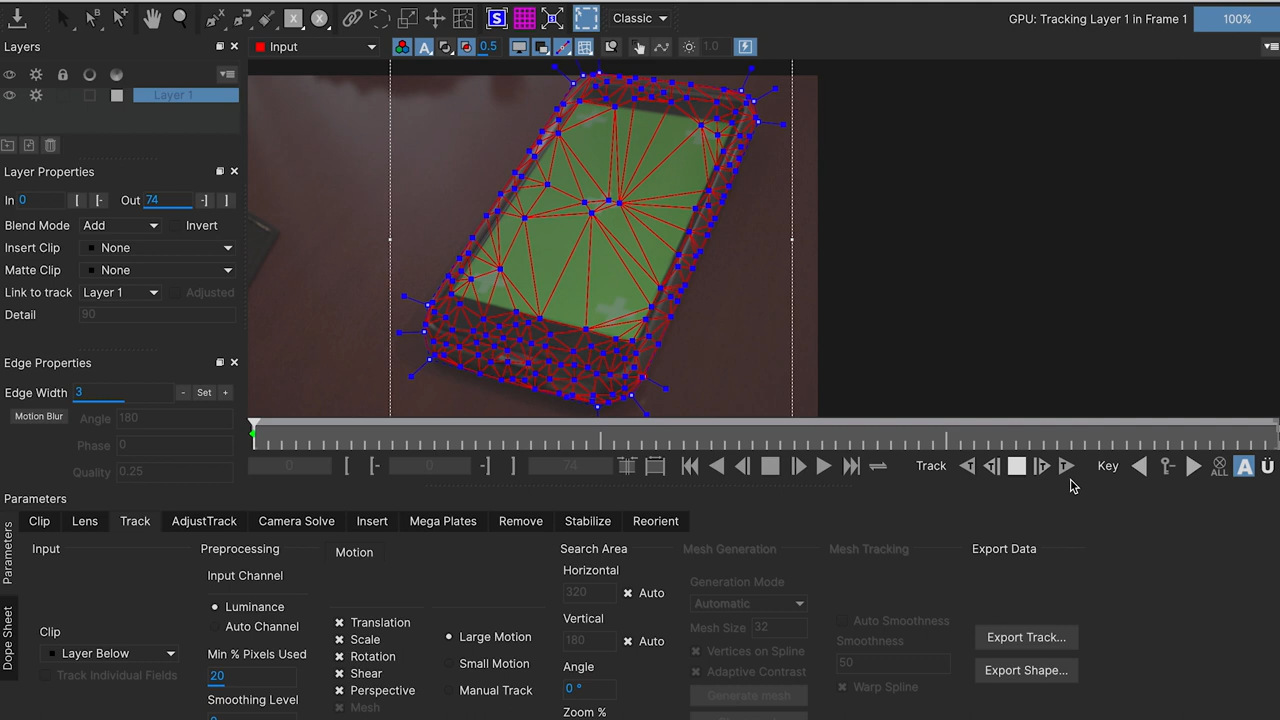 Classic
GPU: Tracking Layer 1 in Frame 1
100%
Layers
Input
A
0.5
1.0
Layer 1
Layer Properties
In 0
Out 74
Blend Mode Add Invert
Insert Clip None
Matte Clip None
Link to track Layer 1 Adjusted
Detail 90
Edge Properties
Edge Width 3 - Set +
Motion Blur
Angle 180
Phase 0
Quality 0.25
0 0 74
Track
Key
ALL
A
Ü
Parameters
Clip Lens Track AdjustTrack Camera Solve Insert Mega Plates Remove Stabilize Reorient
Parameters
Dope Sheet
Input
Clip
Layer Below
Track Individual Fields
Preprocessing
Input Channel
Luminance
Auto Channel
Min % Pixels Used
20
Smoothing Level
Motion
Translation
Scale
Rotation
Shear
Perspective
Mesh
Large Motion
Small Motion
Manual Track
Search Area
Horizontal
320 Auto
Vertical
180 Auto
Angle
0 °
Zoom %
Mesh Generation
Generation Mode
Automatic
Mesh Size 32
Vertices on Spline
Adaptive Contrast
Generate mesh
Mesh Tracking
Auto Smoothness
Smoothness
50
Warp Spline
Export Data
Export Track...
Export Shape...